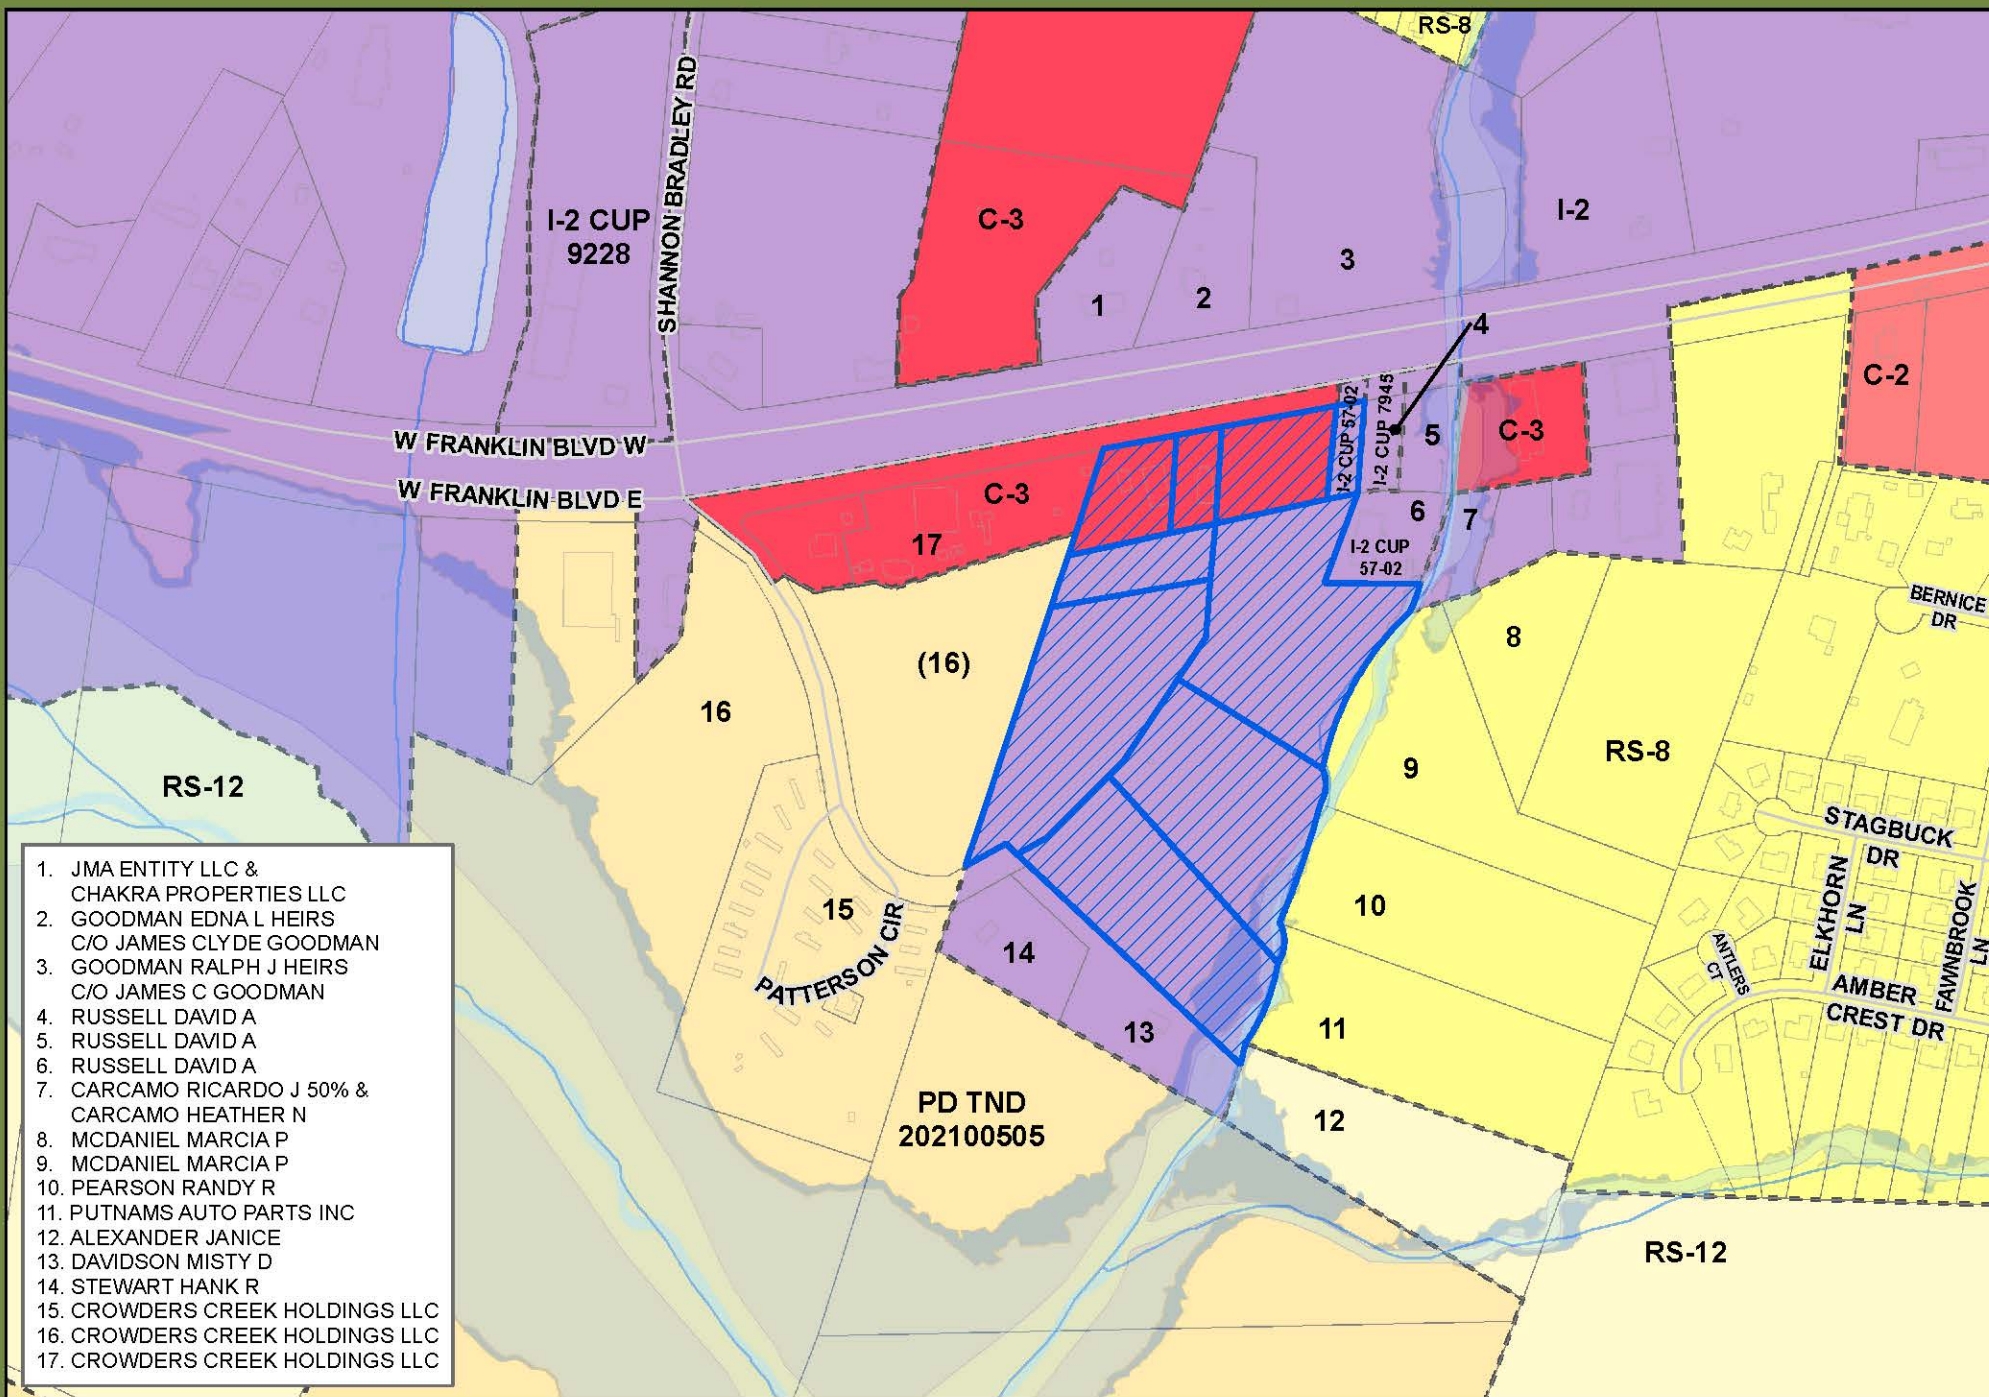 RS-8
SHANNON BRADLEY RD
I-2 CUP
9228
C-3
I-2
1
2
3
4
C-2
W FRANKLIN BLVD W
W FRANKLIN BLVD E
C-3
17
I-2 CUP 57-02
I-2 CUP 7945
5
C-3
6
7
I-2 CUP
57-02
BERNICE
DR
8
(16)
16
RS-8
9
RS-12
STAGBUCK
DR
ELKHORN
LN
FAWNBROOK
LN
ANTLERS
CT
AMBER
CREST DR
10
15
PATTERSON CIR
14
13
11
12
PD TND
202100505
RS-12
1. JMA ENTITY LLC &
CHAKRA PROPERTIES LLC
2. GOODMAN EDNA L HEIRS
C/O JAMES CLYDE GOODMAN
3. GOODMAN RALPH J HEIRS
C/O JAMES C GOODMAN
4. RUSSELL DAVID A
5. RUSSELL DAVID A
6. RUSSELL DAVID A
7. CARCAMO RICARDO J 50% &
CARCAMO HEATHER N
8. MCDANIEL MARCIA P
9. MCDANIEL MARCIA P
10. PEARSON RANDY R
11. PUTNAMS AUTO PARTS INC
12. ALEXANDER JANICE
13. DAVIDSON MISTY D
14. STEWART HANK R
15. CROWDERS CREEK HOLDINGS LLC
16. CROWDERS CREEK HOLDINGS LLC
17. CROWDERS CREEK HOLDINGS LLC